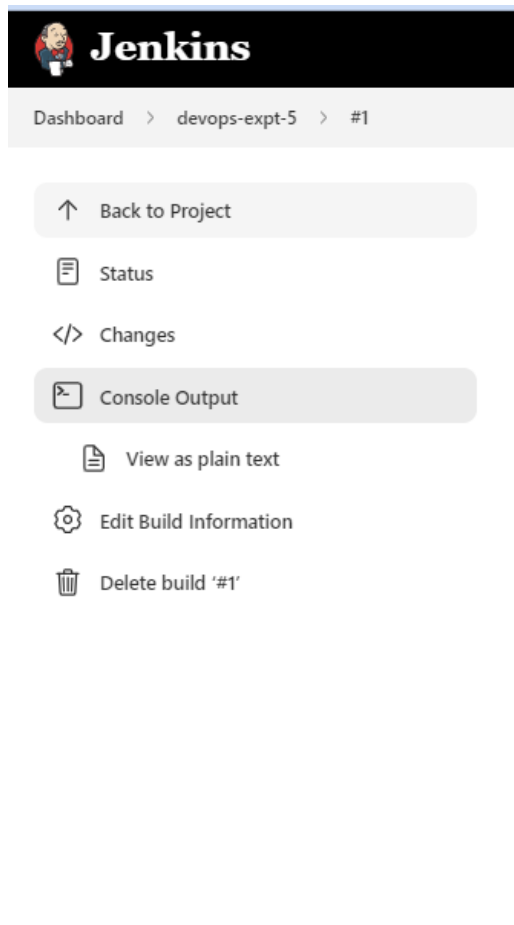 Jenkins
Dashboard > devops-expt-5 > #1
Back to Project
Status
</> Changes
Console Output
View as plain text
Edit Build Information
Delete build ‘#1’